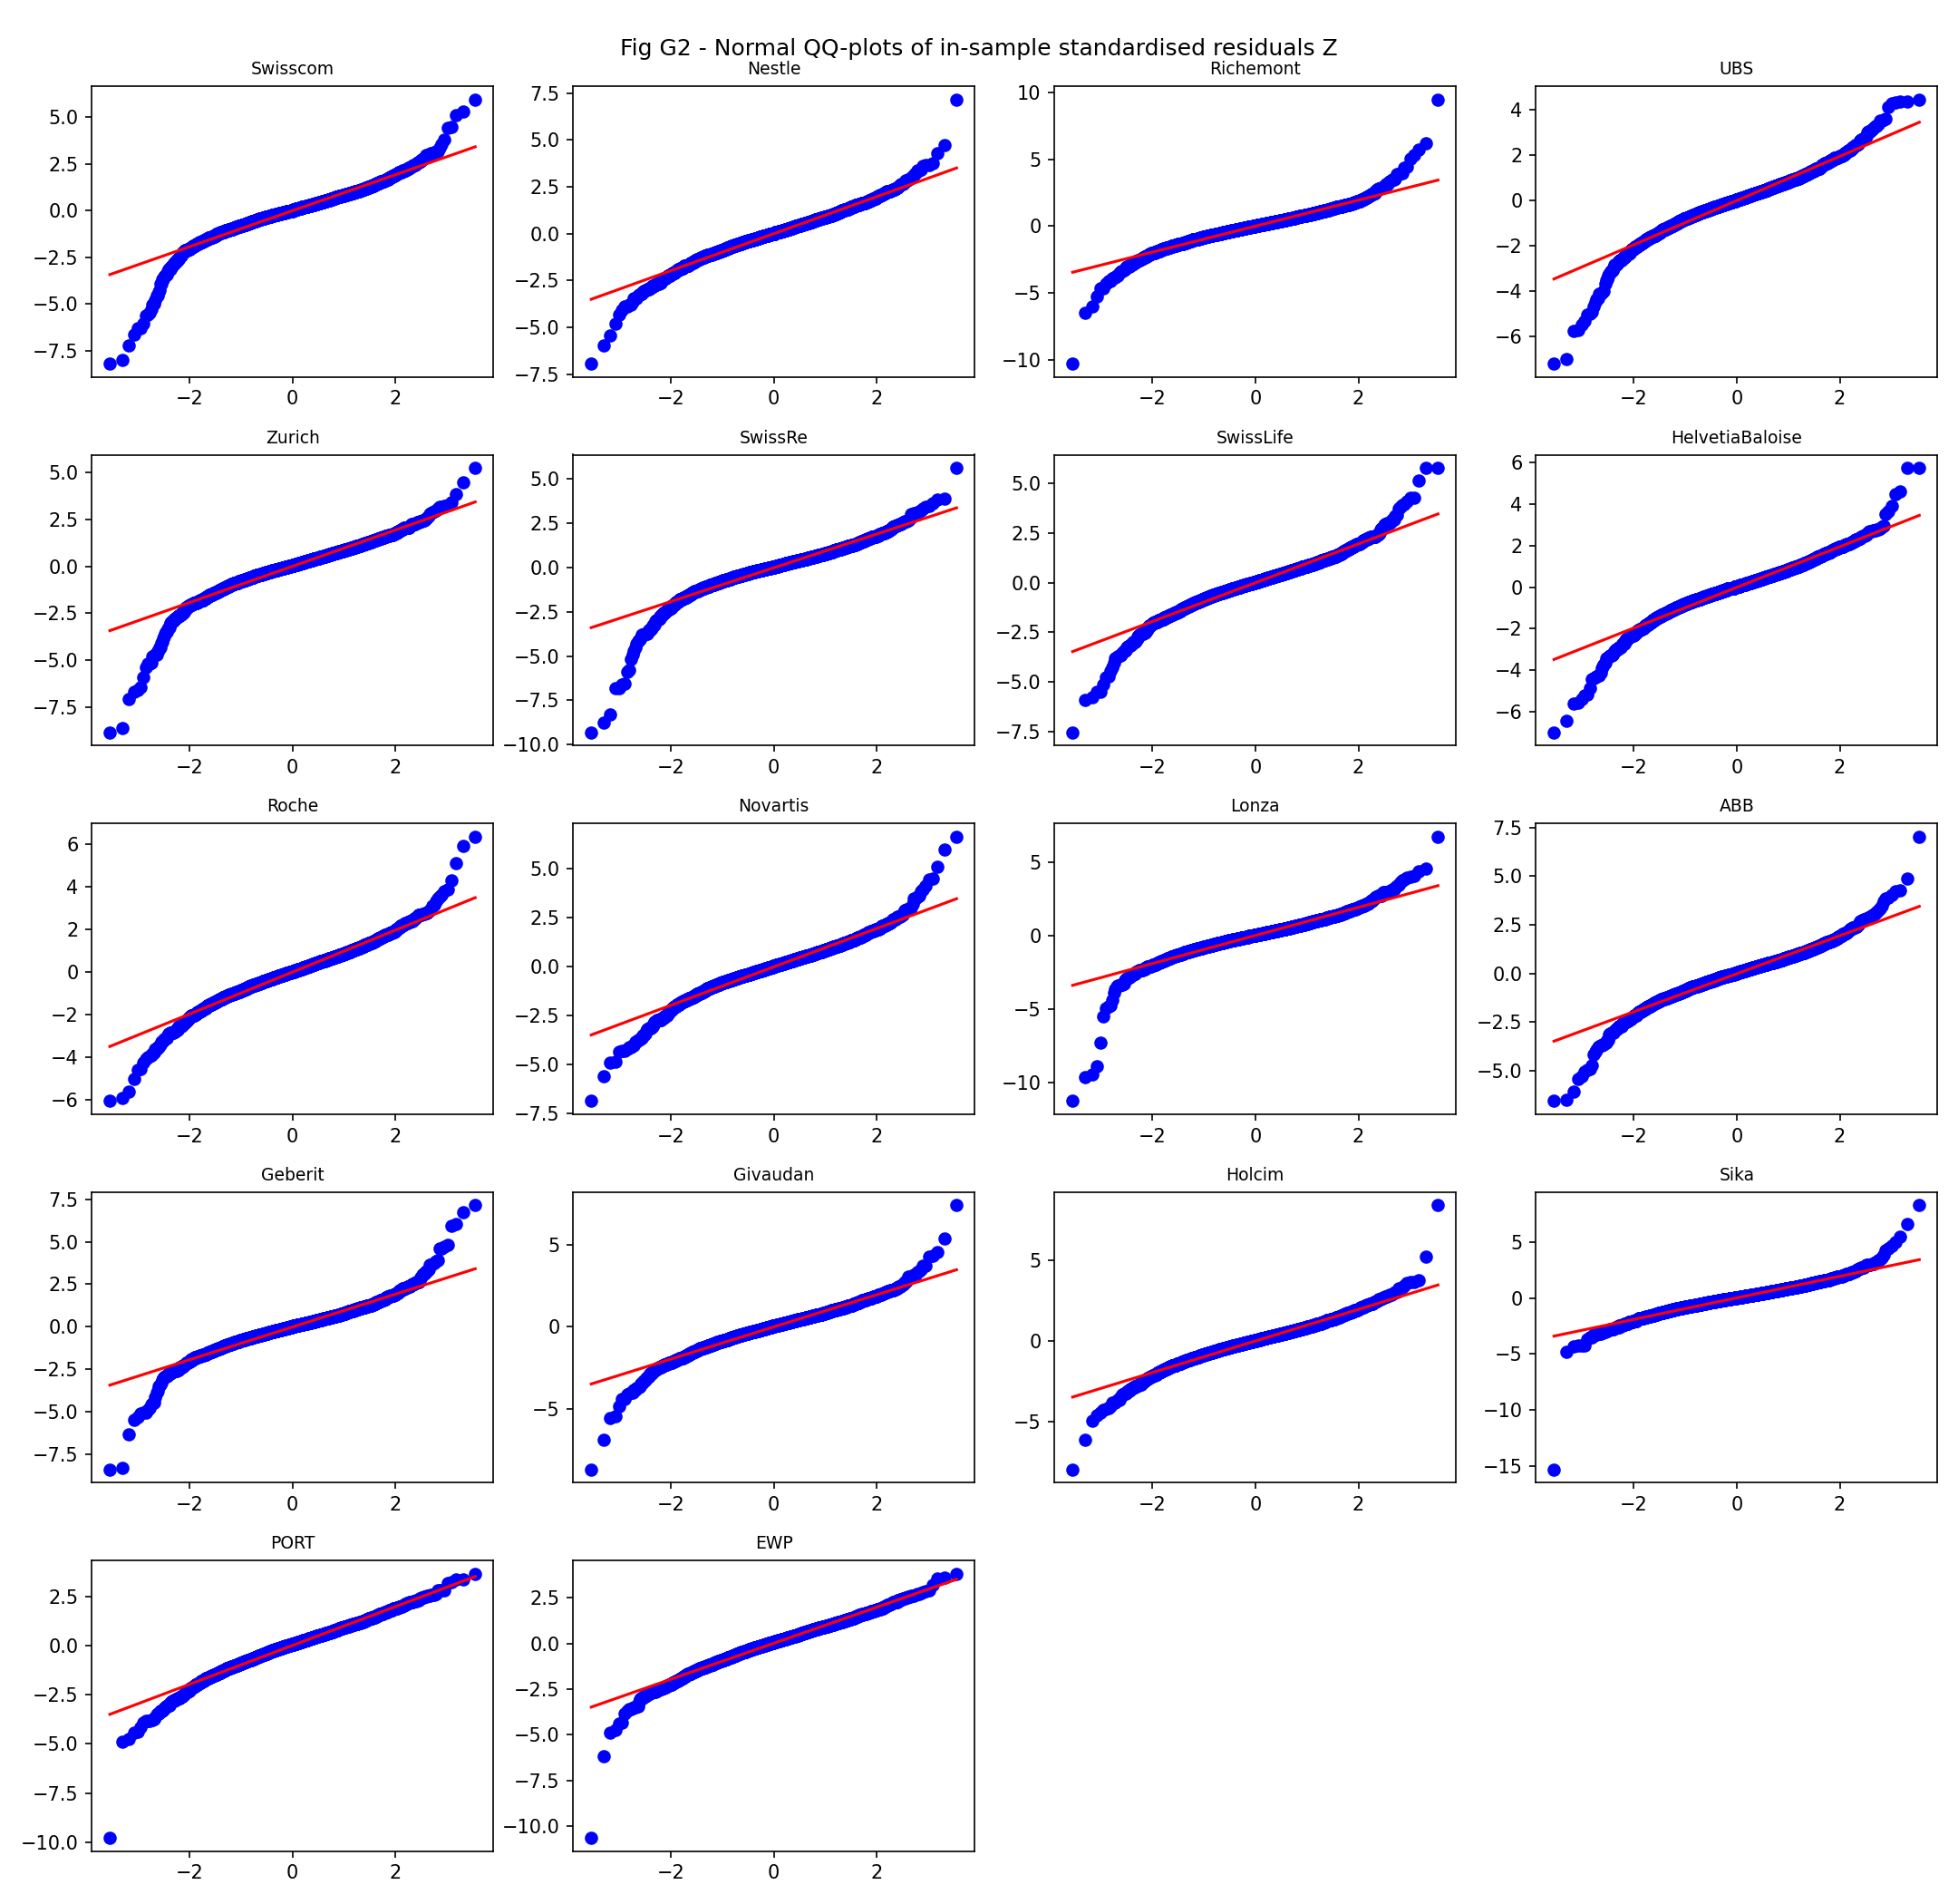 Fig G2 - Normal QQ-plots of in-sample standardised residuals Z
Swisscom Nestle Richemont UBS
5.0 2.5 0.0 −2.5 −5.0 −7.5
−2 0 2
7.5 5.0 2.5 0.0 −2.5 −5.0 −7.5
−2 0 2
10 5 0 −5 −10
−2 0 2
4 2 0 −2 −4 −6
−2 0 2
Zurich SwissRe SwissLife HelvetiaBaloise
5.0 2.5 0.0 −2.5 −5.0 −7.5
−2 0 2
5.0 2.5 0.0 −2.5 −5.0 −7.5 −10.0
−2 0 2
5.0 2.5 0.0 −2.5 −5.0 −7.5
−2 0 2
6 4 2 0 −2 −4 −6
−2 0 2
Roche Novartis Lonza ABB
6 4 2 0 −2 −4 −6
−2 0 2
5.0 2.5 0.0 −2.5 −5.0 −7.5
−2 0 2
5 0 −5 −10
−2 0 2
7.5 5.0 2.5 0.0 −2.5 −5.0
−2 0 2
Geberit Givaudan Holcim Sika
7.5 5.0 2.5 0.0 −2.5 −5.0 −7.5
−2 0 2
5 0 −5
−2 0 2
5 0 −5
−2 0 2
5 0 −5 −10 −15
−2 0 2
PORT EWP
2.5 0.0 −2.5 −5.0 −7.5 −10.0
−2 0 2
2.5 0.0 −2.5 −5.0 −7.5 −10.0
−2 0 2